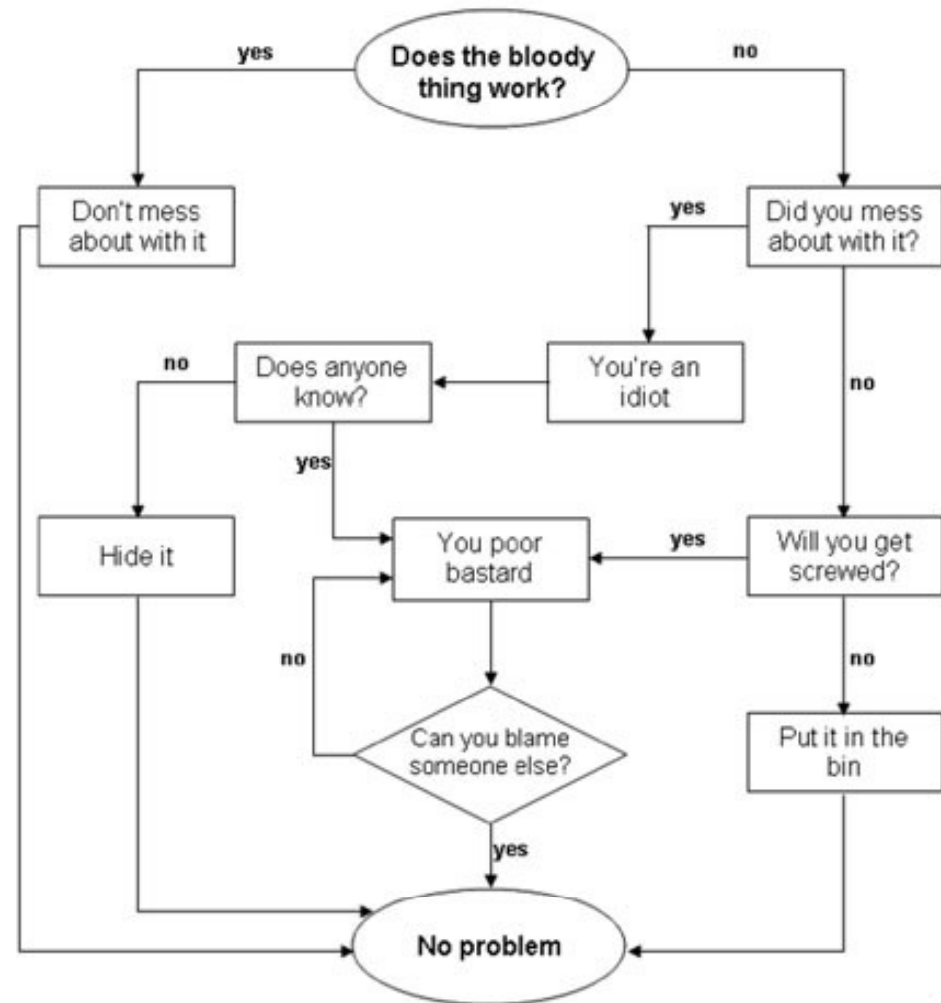 Does the bloody
thing work?
yes
no
Don't mess
about with it
yes
Did you mess
about with it?
no
Does anyone
know?
You're an
idiot
no
yes
Hide it
You poor
bastard
yes
Will you get
screwed?
no
no
Can you blame
someone else?
Put it in the
bin
yes
No problem